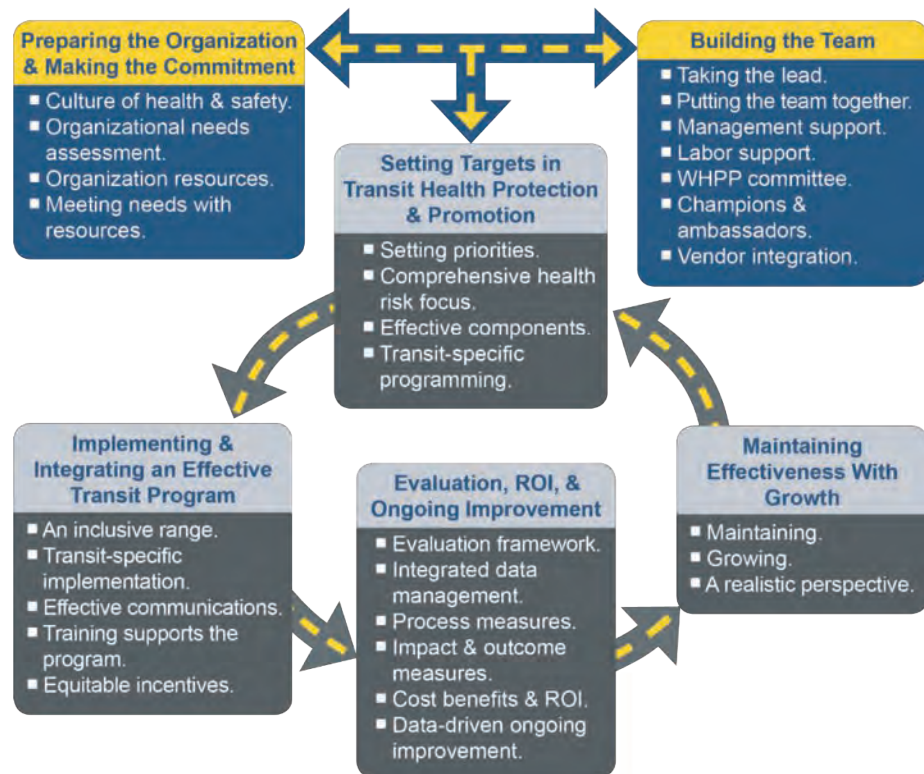 Preparing the Organization
& Making the Commitment
■ Culture of health & safety.
■ Organizational needs
assessment.
■ Organization resources.
■ Meeting needs with
resources.
Building the Team
■ Taking the lead.
■ Putting the team together.
■ Management support.
■ Labor support.
■ WHPP committee.
■ Champions &
ambassadors.
■ Vendor integration.
Setting Targets in
Transit Health Protection
& Promotion
■ Setting priorities.
■ Comprehensive health
risk focus.
■ Effective components.
■ Transit-specific
programming.
Implementing &
Integrating an Effective
Transit Program
■ An inclusive range.
■ Transit-specific
implementation.
■ Effective communications.
■ Training supports the
program.
■ Equitable incentives.
Evaluation, ROI, &
Ongoing Improvement
■ Evaluation framework.
■ Integrated data
management.
■ Process measures.
■ Impact & outcome
measures.
■ Cost benefits & ROI.
■ Data-driven ongoing
improvement.
Maintaining
Effectiveness With
Growth
■ Maintaining.
■ Growing.
■ A realistic perspective.